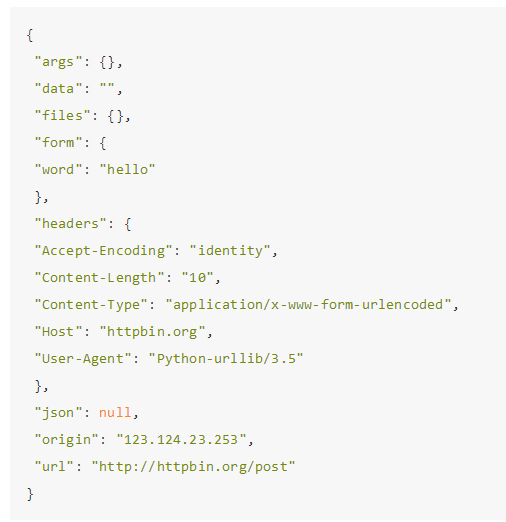 {
"args": {},
"data": "",
"files": {},
"form": {
"word": "hello"
},
"headers": {
"Accept-Encoding": "identity",
"Content-Length": "10",
"Content-Type": "application/x-www-form-urlencoded",
"Host": "httpbin.org",
"User-Agent": "Python-urllib/3.5"
},
"json": null,
"origin": "123.124.23.253",
"url": "http://httpbin.org/post"
}